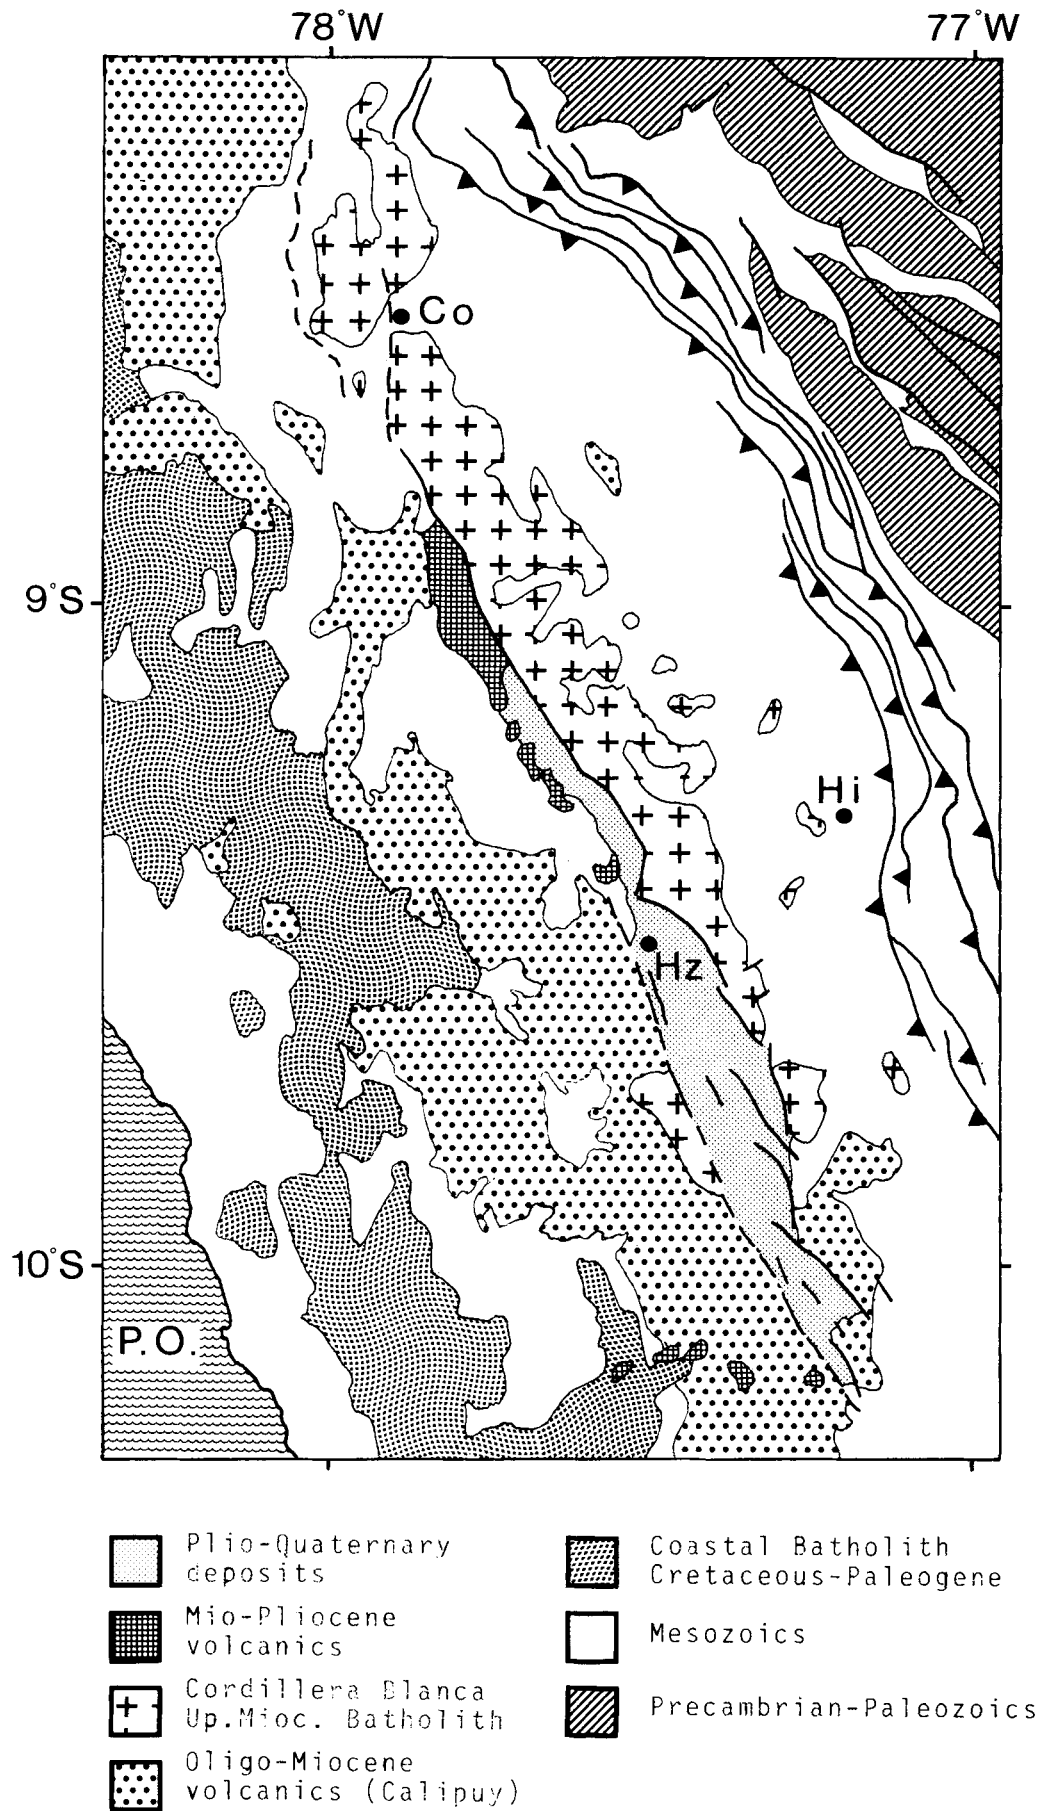 78°W 77°W
Co
9°S
Hi
Hz
10°S
P.O.
Plio-Quaternary
deposits
Mio-Pliocene
volcanics
Cordillera Blanca
Up.Mioc. Batholith
Oligo-Miocene
volcanics (Calipuy)
Coastal Batholith
Cretaceous-Paleogene
Mesozoics
Precambrian-Paleozoics